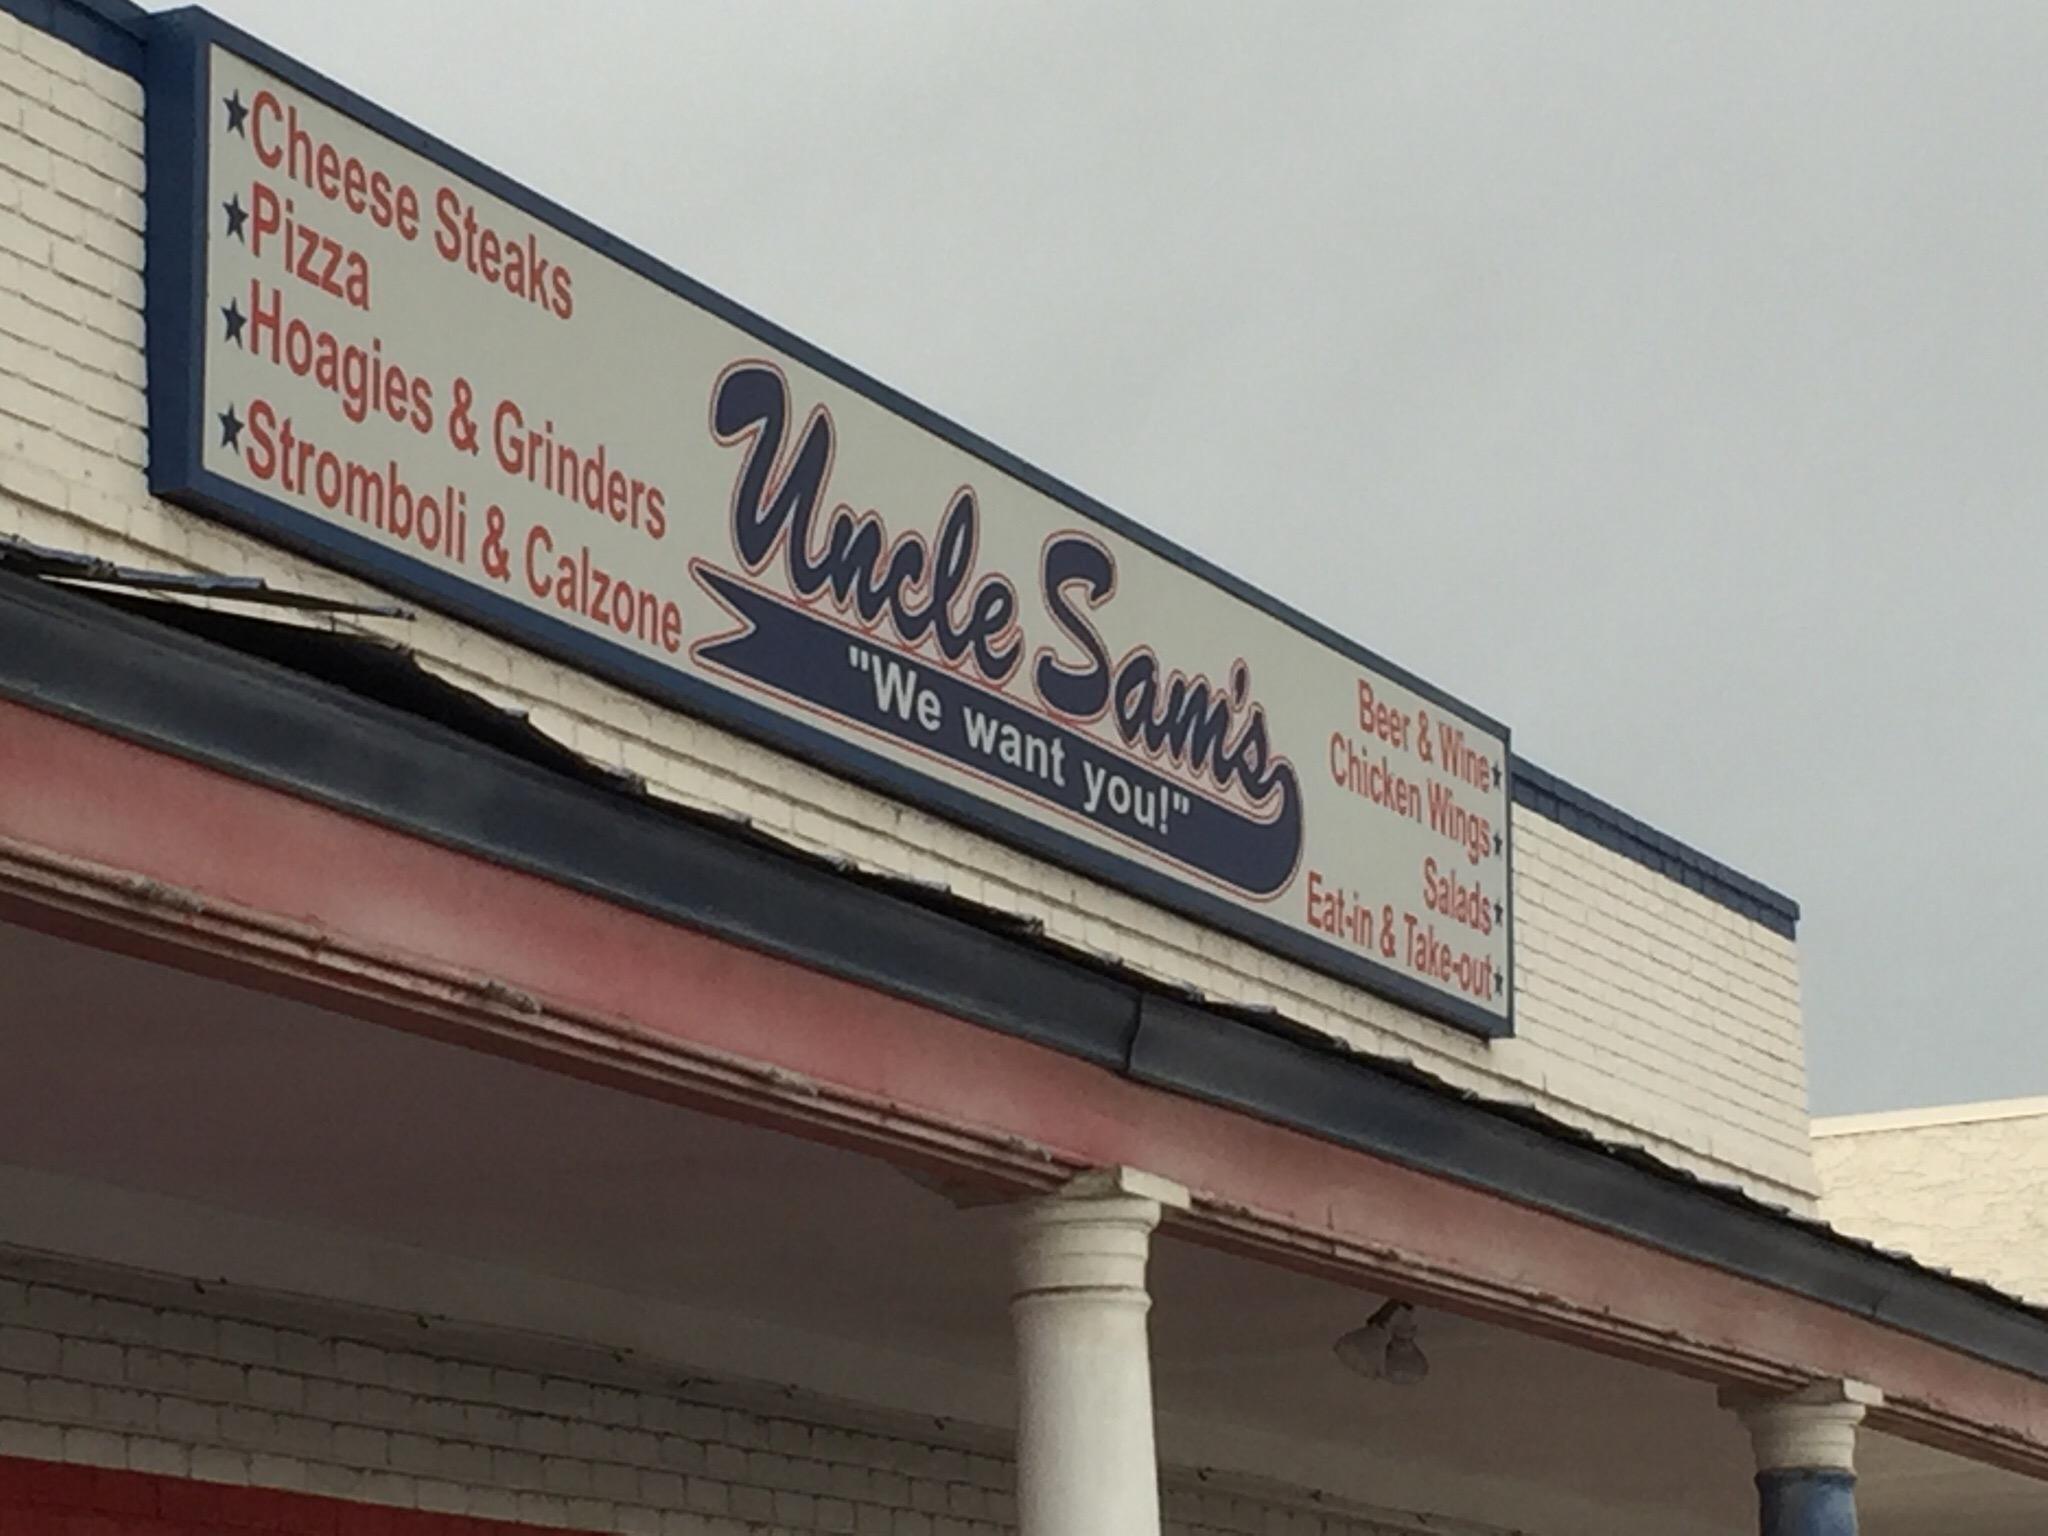 Cheese Steaks
Pizza
Hoagies & Grinders
Stromboli & Calzone
Uncle Sam's
"We want you!"
Beer & Wine
Chicken Wings
Salads
Eat-in & Take-out